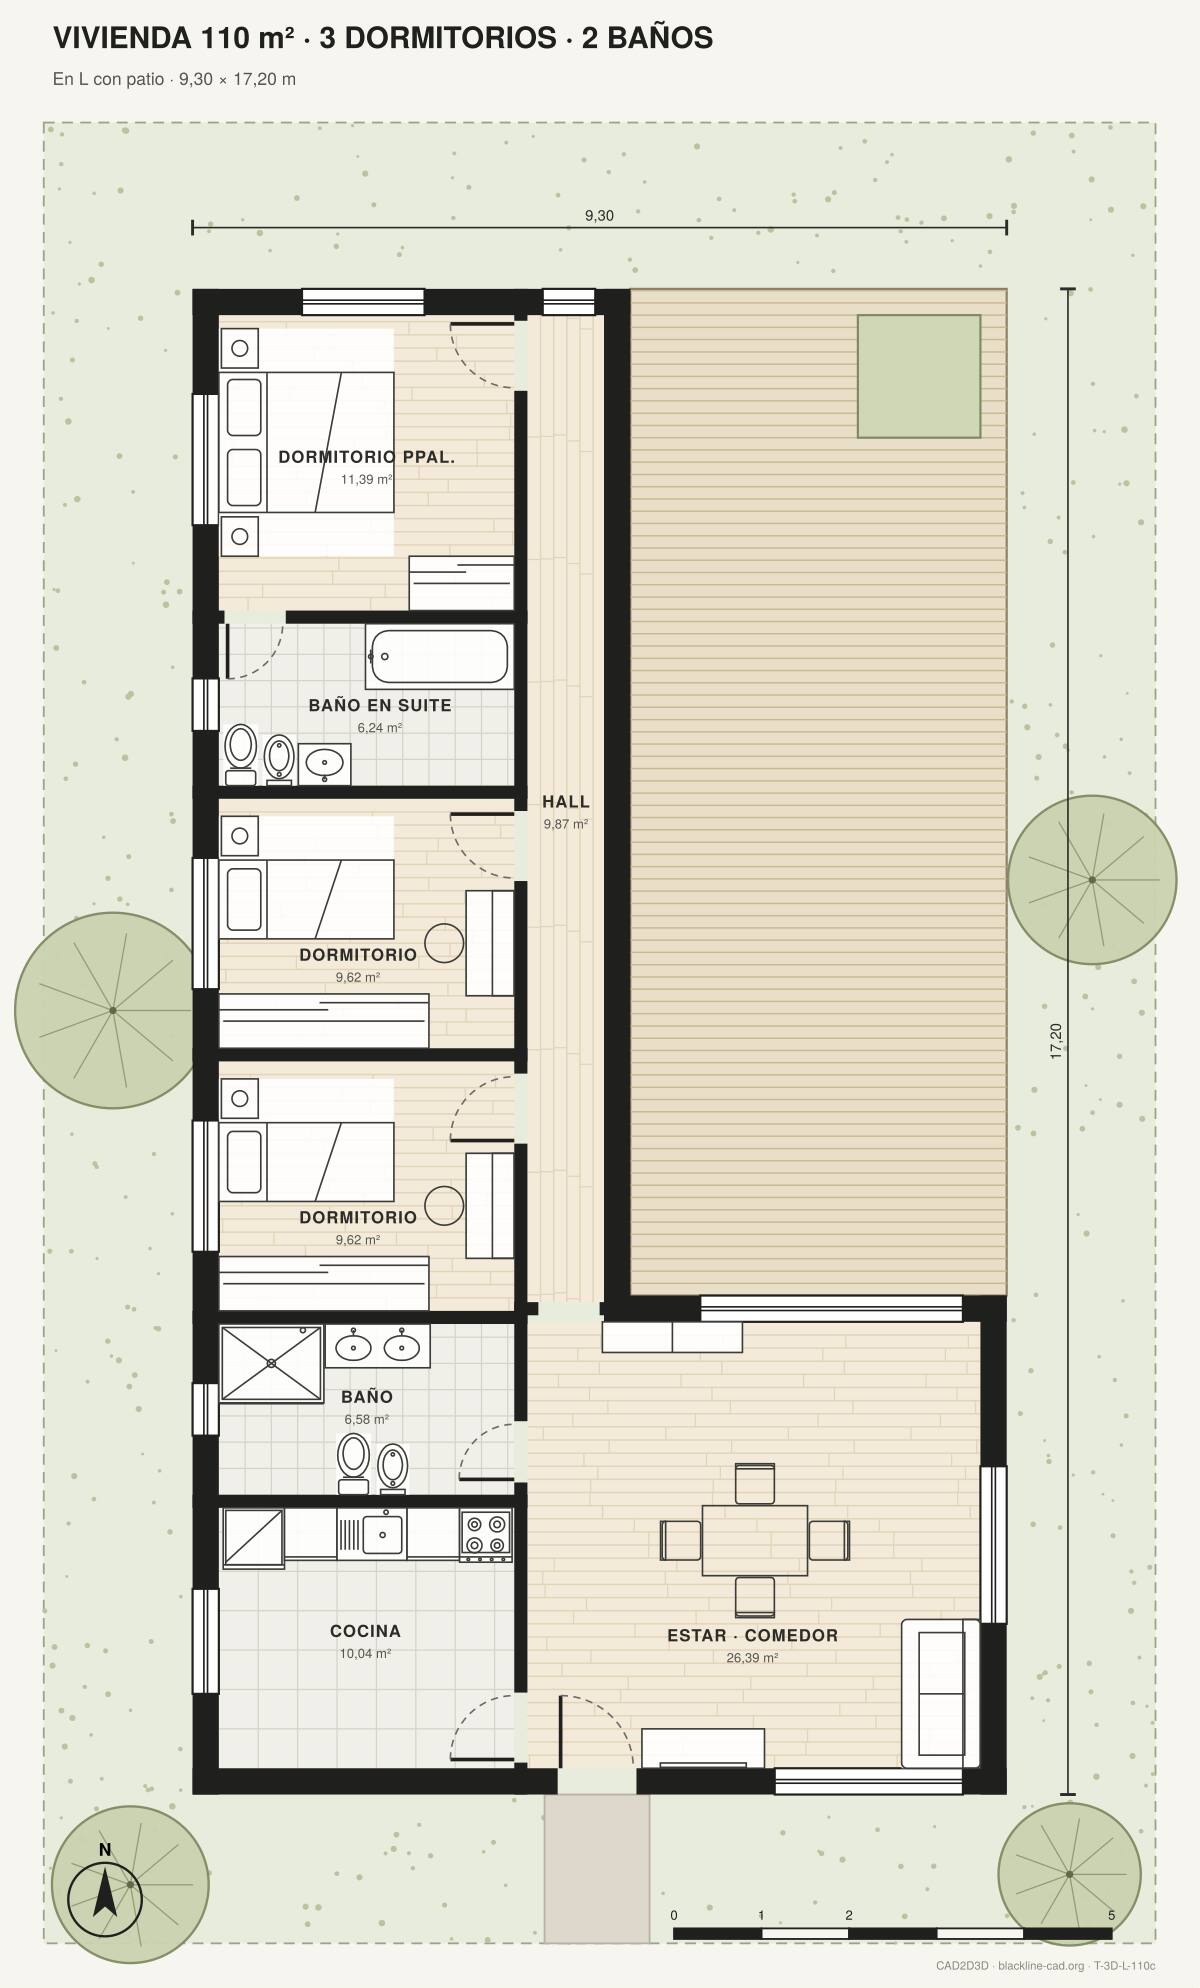 VIVIENDA 110 m² · 3 DORMITORIOS · 2 BAÑOS
En L con patio · 9,30 × 17,20 m
9,30
DORMITORIO PPAL.
11,39 m²
BAÑO EN SUITE
6,24 m²
HALL
9,87 m²
DORMITORIO
9,62 m²
17,20
DORMITORIO
9,62 m²
BAÑO
6,58 m²
COCINA
10,04 m²
ESTAR · COMEDOR
26,39 m²
N
0 1 2 5
CAD2D3D · blackline-cad.org · T-3D-L-110c